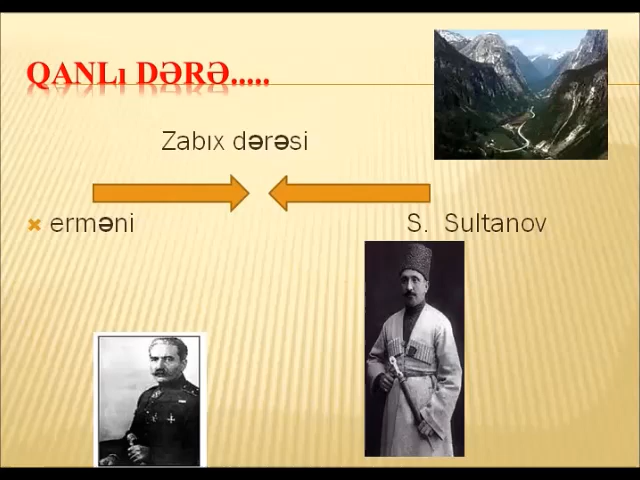 QANLı DƏRƏ.....
Zabıx dərəsi
erməni S. Sultanov